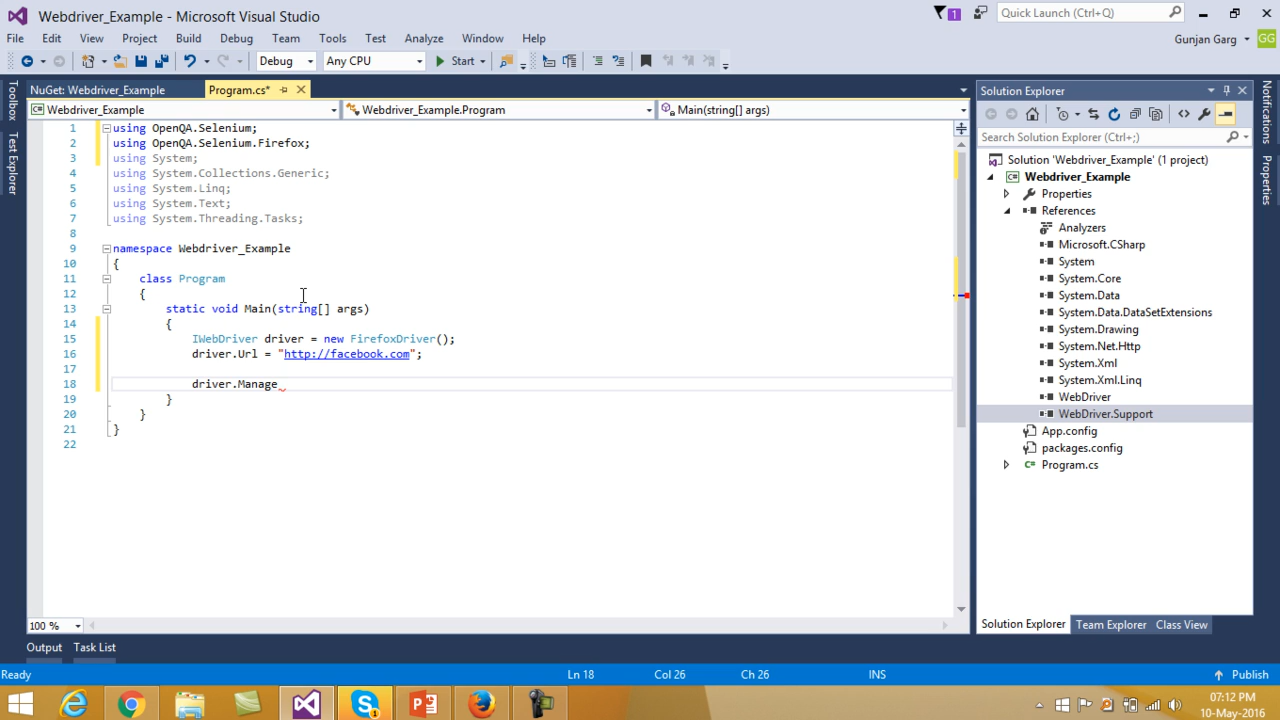 Webdriver_Example - Microsoft Visual Studio
1
Quick Launch (Ctrl+Q)
File Edit View Project Build Debug Team Tools Test Analyze Window Help
Gunjan Garg GG
Debug Any CPU Start
Toolbox
Test Explorer
NuGet: Webdriver_Example Program.cs*
Webdriver_Example Webdriver_Example.Program Main(string[] args)
1 using OpenQA.Selenium;
2 using OpenQA.Selenium.Firefox;
3 using System;
4 using System.Collections.Generic;
5 using System.Linq;
6 using System.Text;
7 using System.Threading.Tasks;
8
9 namespace Webdriver_Example
10 {
11 class Program
12 {
13 static void Main(string[] args)
14 {
15 IWebDriver driver = new FirefoxDriver();
16 driver.Url = "http://facebook.com";
17
18 driver.Manage
19 }
20 }
21 }
22
100 %
Solution Explorer
Search Solution Explorer (Ctrl+;)
Solution 'Webdriver_Example' (1 project)
Webdriver_Example
Properties
References
Analyzers
Microsoft.CSharp
System
System.Core
System.Data
System.Data.DataSetExtensions
System.Drawing
System.Net.Http
System.Xml
System.Xml.Linq
WebDriver
WebDriver.Support
App.config
packages.config
Program.cs
Solution Explorer Team Explorer Class View
Notifications
Properties
Output Task List
Ready Ln 18 Col 26 Ch 26 INS Publish
07:12 PM
10-May-2016